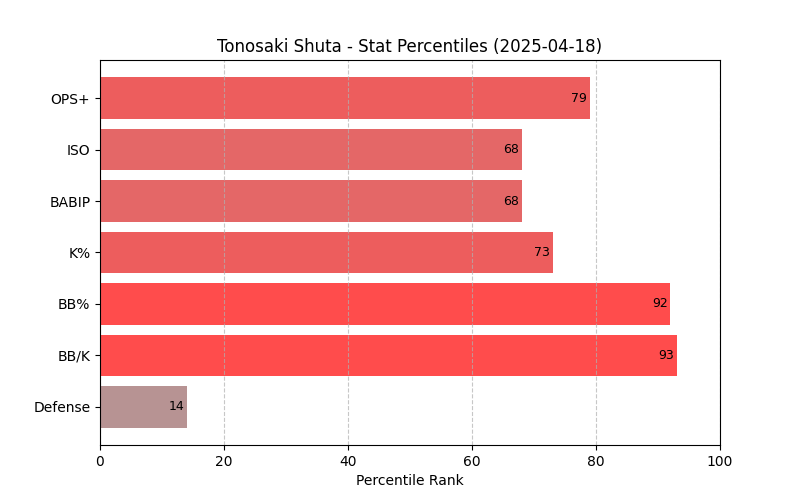 Tonosaki Shuta - Stat Percentiles (2025-04-18)
OPS+ 79
ISO 68
BABIP 68
K% 73
BB% 92
BB/K 93
Defense 14
0 20 40 60 80 100
Percentile Rank